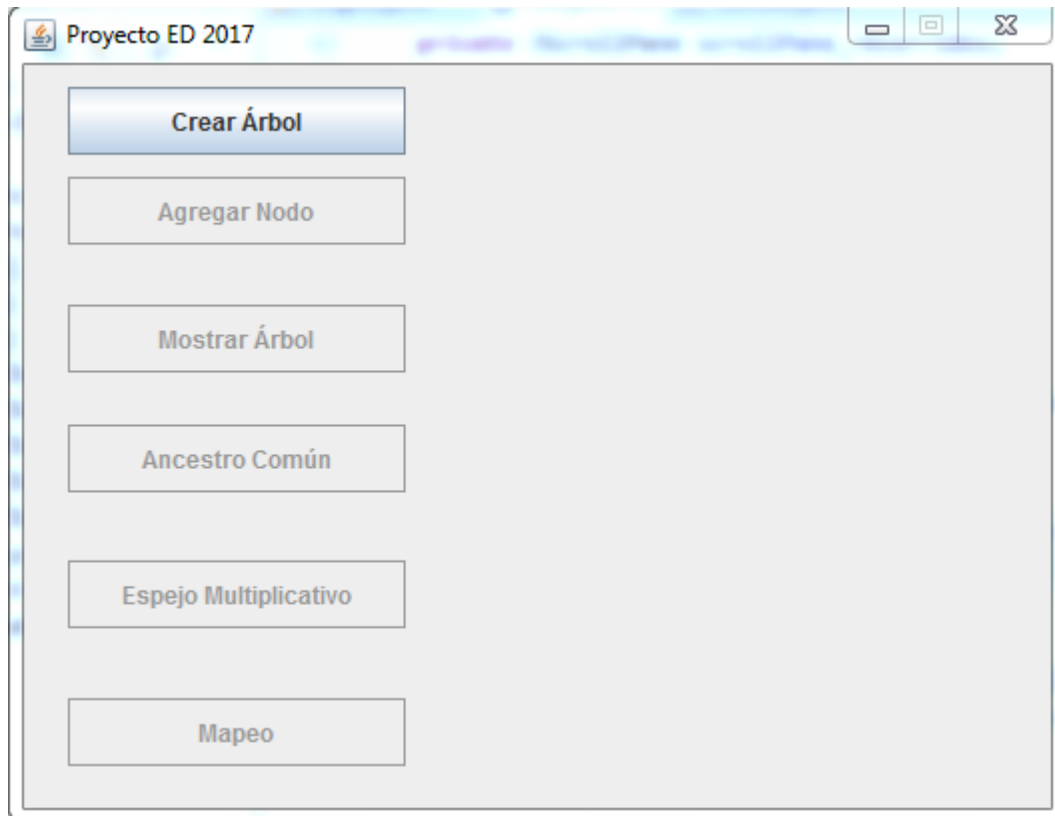 Proyecto ED 2017
Crear Árbol
Agregar Nodo
Mostrar Árbol
Ancestro Común
Espejo Multiplicativo
Mapeo